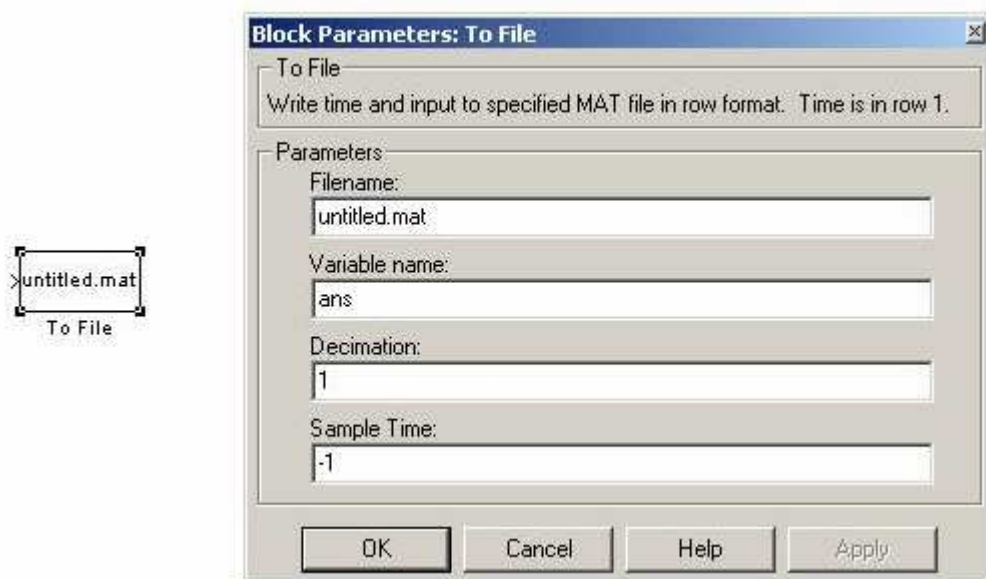 untitled.mat
To File
Block Parameters: To File
To File
Write time and input to specified MAT file in row format. Time is in row 1.
Parameters
Filename:
untitled.mat
Variable name:
ans
Decimation:
1
Sample Time:
-1
OK Cancel Help Apply